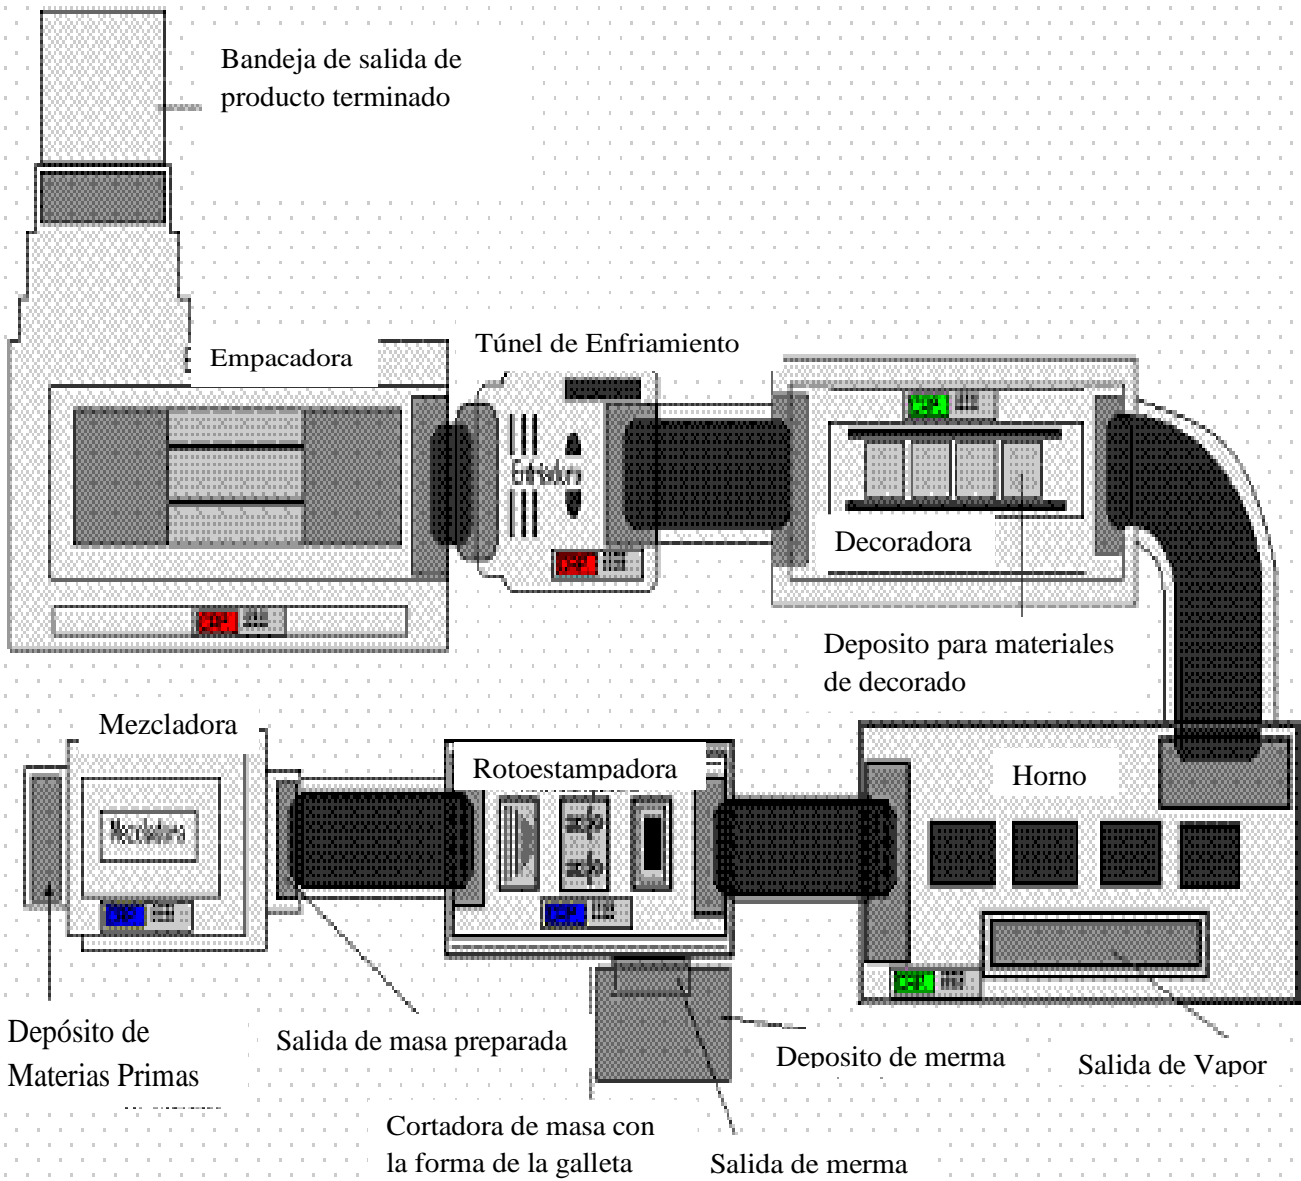 Bandeja de salida de
producto terminado
Empacadora
Túnel de Enfriamiento
Enfriadora
Decoradora
Deposito para materiales
de decorado
Mezcladora
Rotoestampadora
Horno
Mezcladora
CAP.
Depósito de
Materias Primas
Salida de masa preparada
Deposito de merma
Salida de Vapor
Cortadora de masa con
la forma de la galleta
Salida de merma